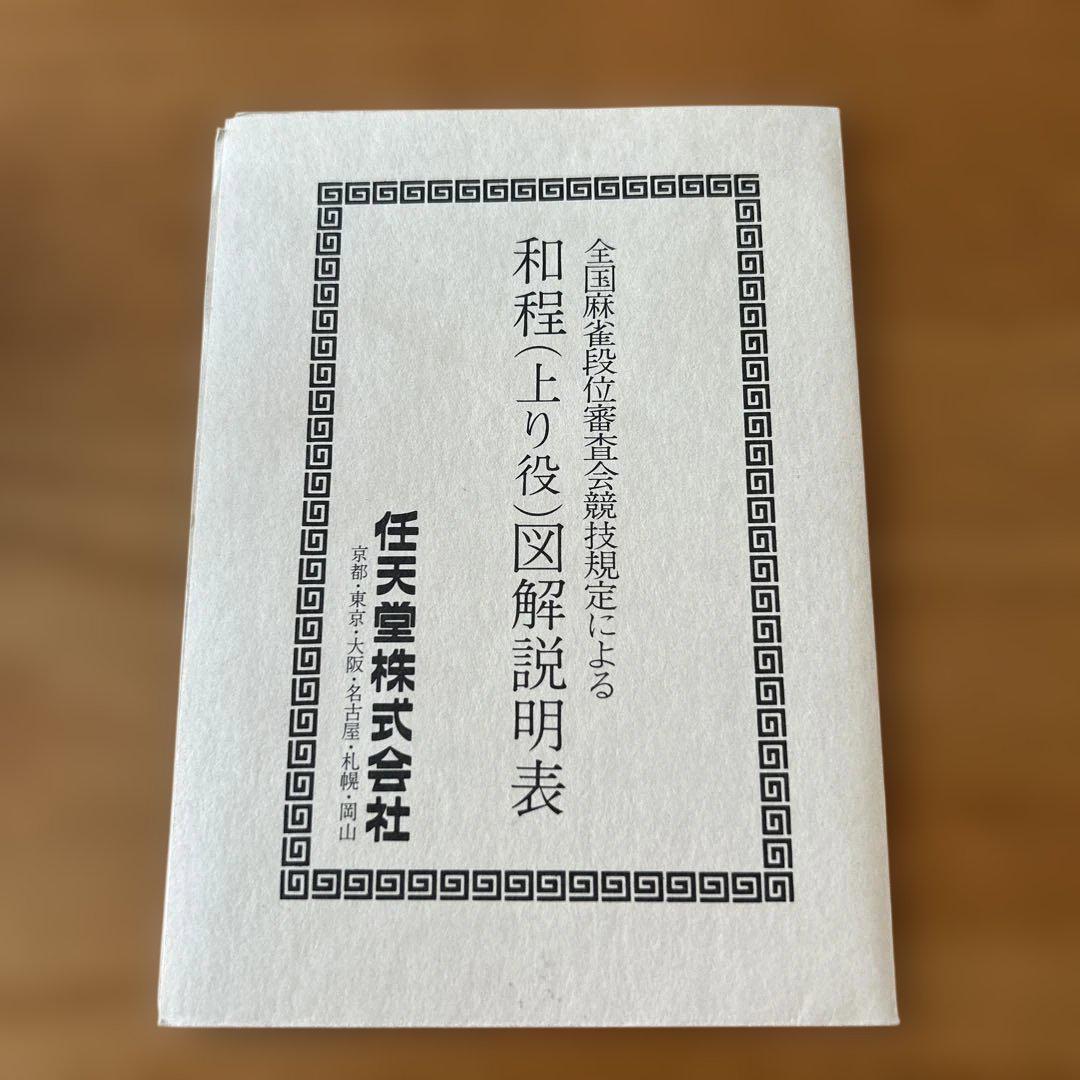 全国麻雀段位審査会競技規定による
和程(上り役)図解説明表
任天堂株式会社
京都・東京・大阪・名古屋・札幌・岡山